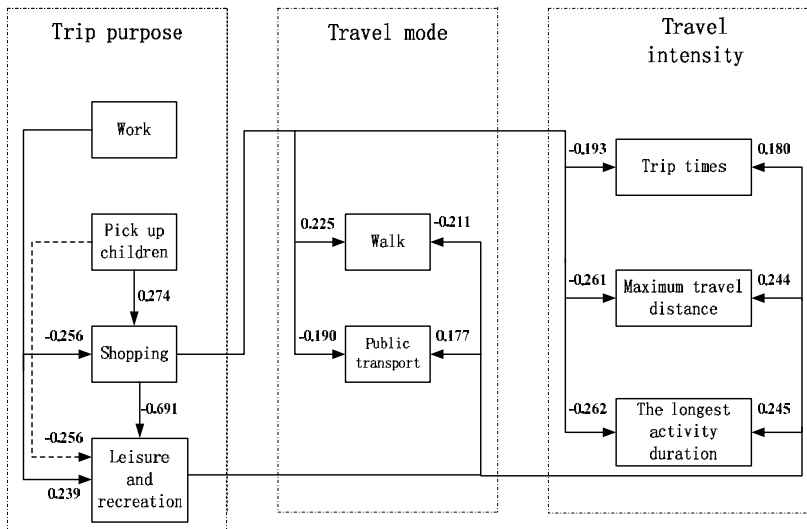 Trip purpose
Travel mode
Travel
intensity
Work
-0.193
Trip times
0.180
Pick up
children
0.225
Walk
-0.211
0.274
-0.261
Maximum travel
distance
0.244
-0.256
Shopping
-0.190
Public
transport
0.177
-0.691
-0.262
The longest
activity
duration
0.245
-0.256
Leisure
and
recreation
0.239